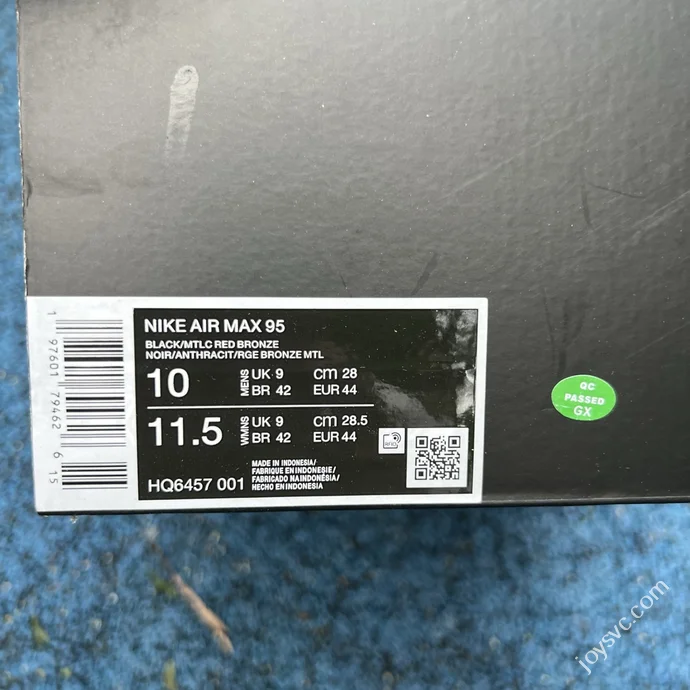 NIKE AIR MAX 95
BLACK/MTLC RED BRONZE
NOIR/ANTHRACIT/RGE BRONZE MTL
10 MENS UK 9 cm 28
BR 42 EUR 44
11.5 WMNS UK 9 cm 28.5
BR 42 EUR 44
HQ6457 001
MADE IN INDONESIA/
FABRIQUE EN INDONESIE/
FABRICADO NA INDONÉSIA/
HECHO EN INDONESIA
RFID
1 97601 79462 6 15
QC
PASSED
GX
joysvc.com